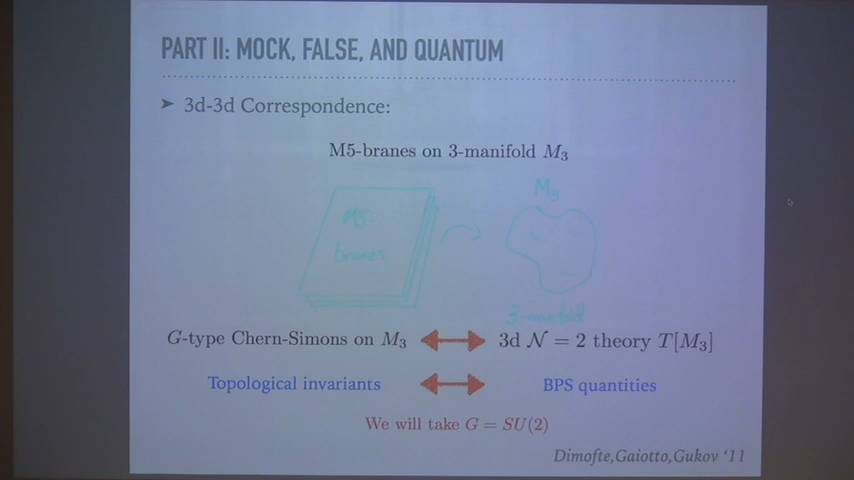 PART II: MOCK, FALSE, AND QUANTUM
➤ 3d-3d Correspondence:
M5-branes on 3-manifold M₃
M₃
M5-
branes
3-manifold
G-type Chern-Simons on M₃ ↔ 3d 𝒩 = 2 theory T[M₃]
Topological invariants ↔ BPS quantities
We will take G = SU(2)
Dimofte,Gaiotto,Gukov ‘11